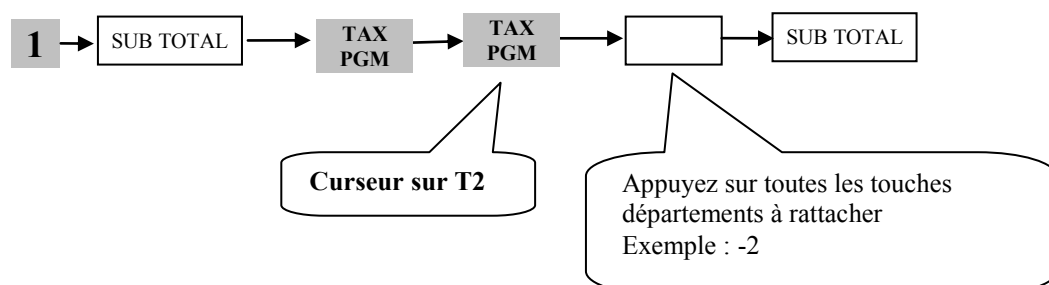 1 SUB TOTAL TAX PGM TAX PGM SUB TOTAL
Curseur sur T2
Appuyez sur toutes les touches
départements à rattacher
Exemple : -2